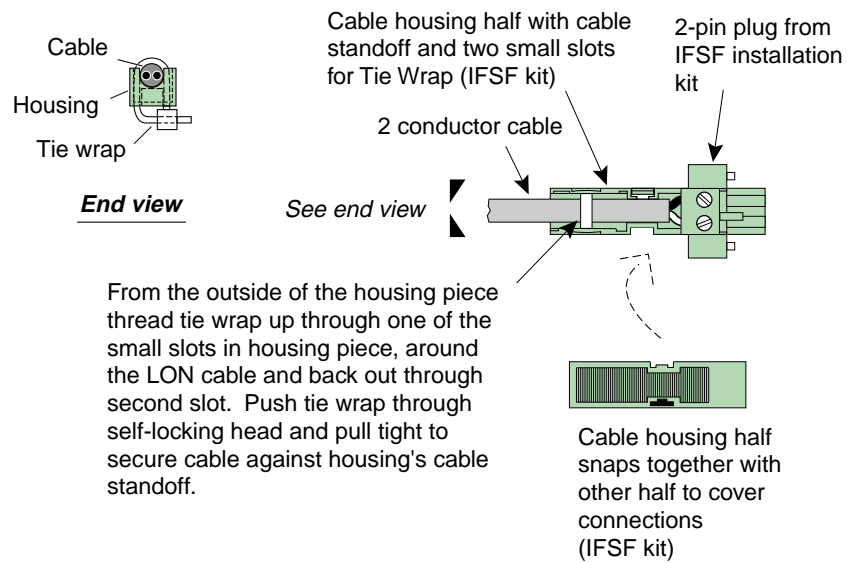 Cable housing half with cable
standoff and two small slots
for Tie Wrap (IFSF kit)
2-pin plug from
IFSF installation
kit
Cable
Housing
Tie wrap
2 conductor cable
End view
See end view
From the outside of the housing piece
thread tie wrap up through one of the
small slots in housing piece, around
the LON cable and back out through
second slot.  Push tie wrap through
self-locking head and pull tight to
secure cable against housing's cable
standoff.
Cable housing half
snaps together with
other half to cover
connections
(IFSF kit)